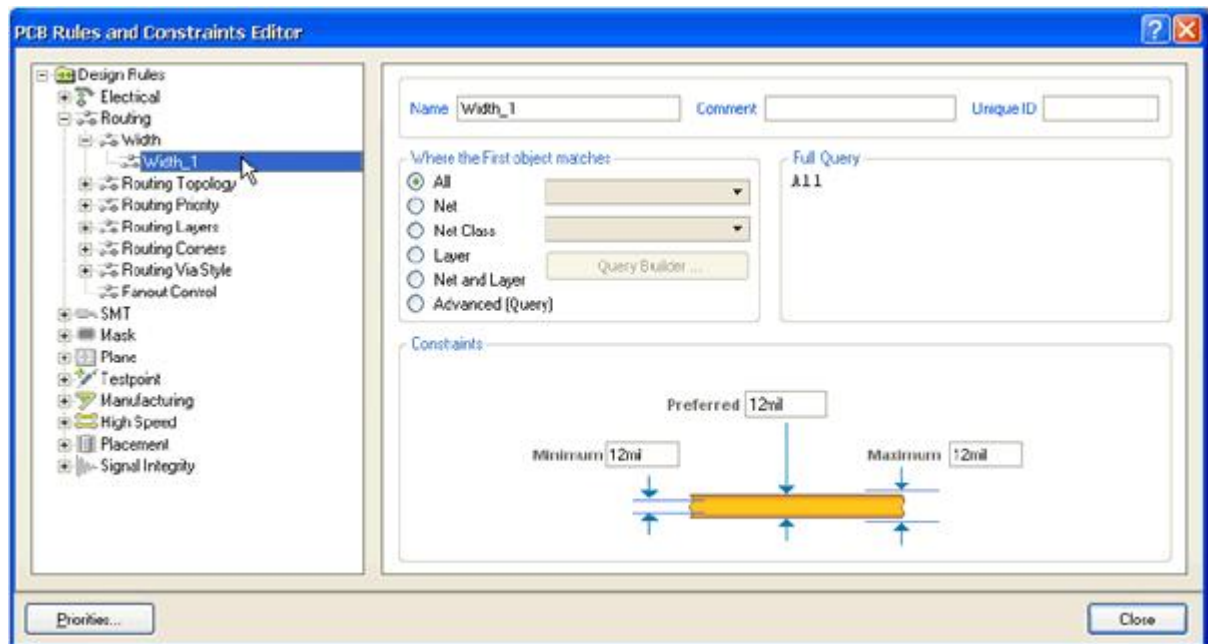 PCB Rules and Constraints Editor
Design Rules
Electrical
Routing
Width
Width_1
Routing Topology
Routing Priority
Routing Layers
Routing Corners
Routing Via Style
Fanout Control
SMT
Mask
Plane
Testpoint
Manufacturing
High Speed
Placement
Signal Integrity
Name Width_1 Comment Unique ID
Where the First object matches
All
Net
Net Class
Layer
Net and Layer
Advanced (Query)
Query Builder ...
Full Query
All
Constraints
Preferred 12mil
Minimum 12mil Maximum 12mil
Priorities... Close